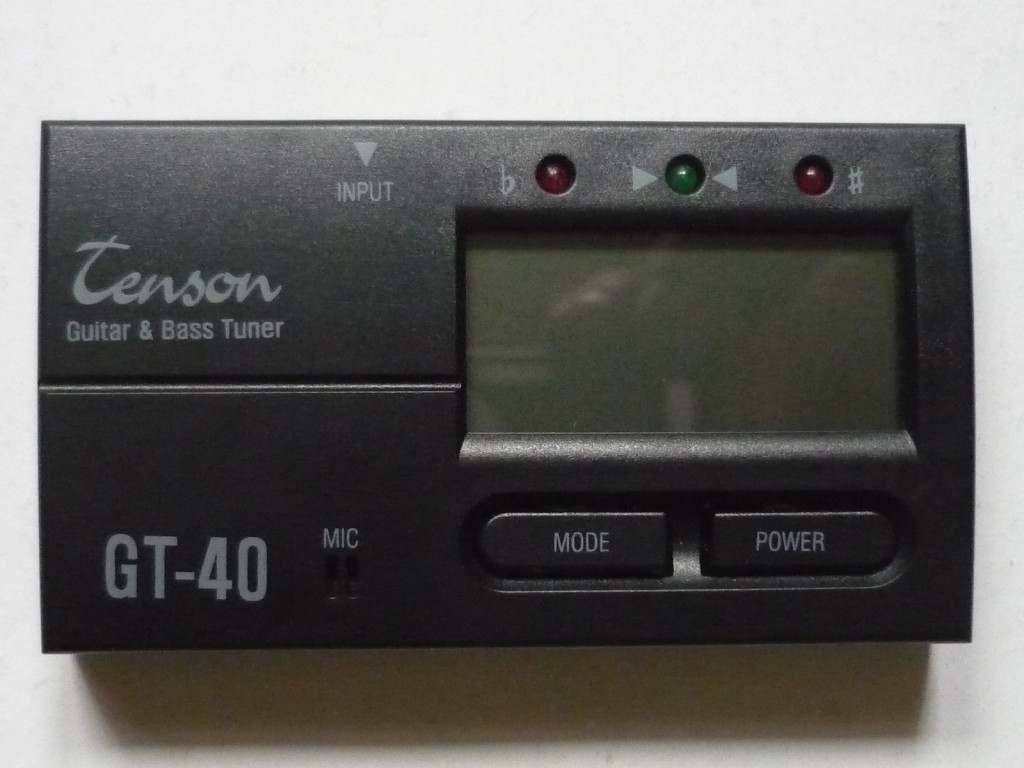 INPUT
♭
♯
Tenson
Guitar & Bass Tuner
GT-40
MIC
MODE
POWER